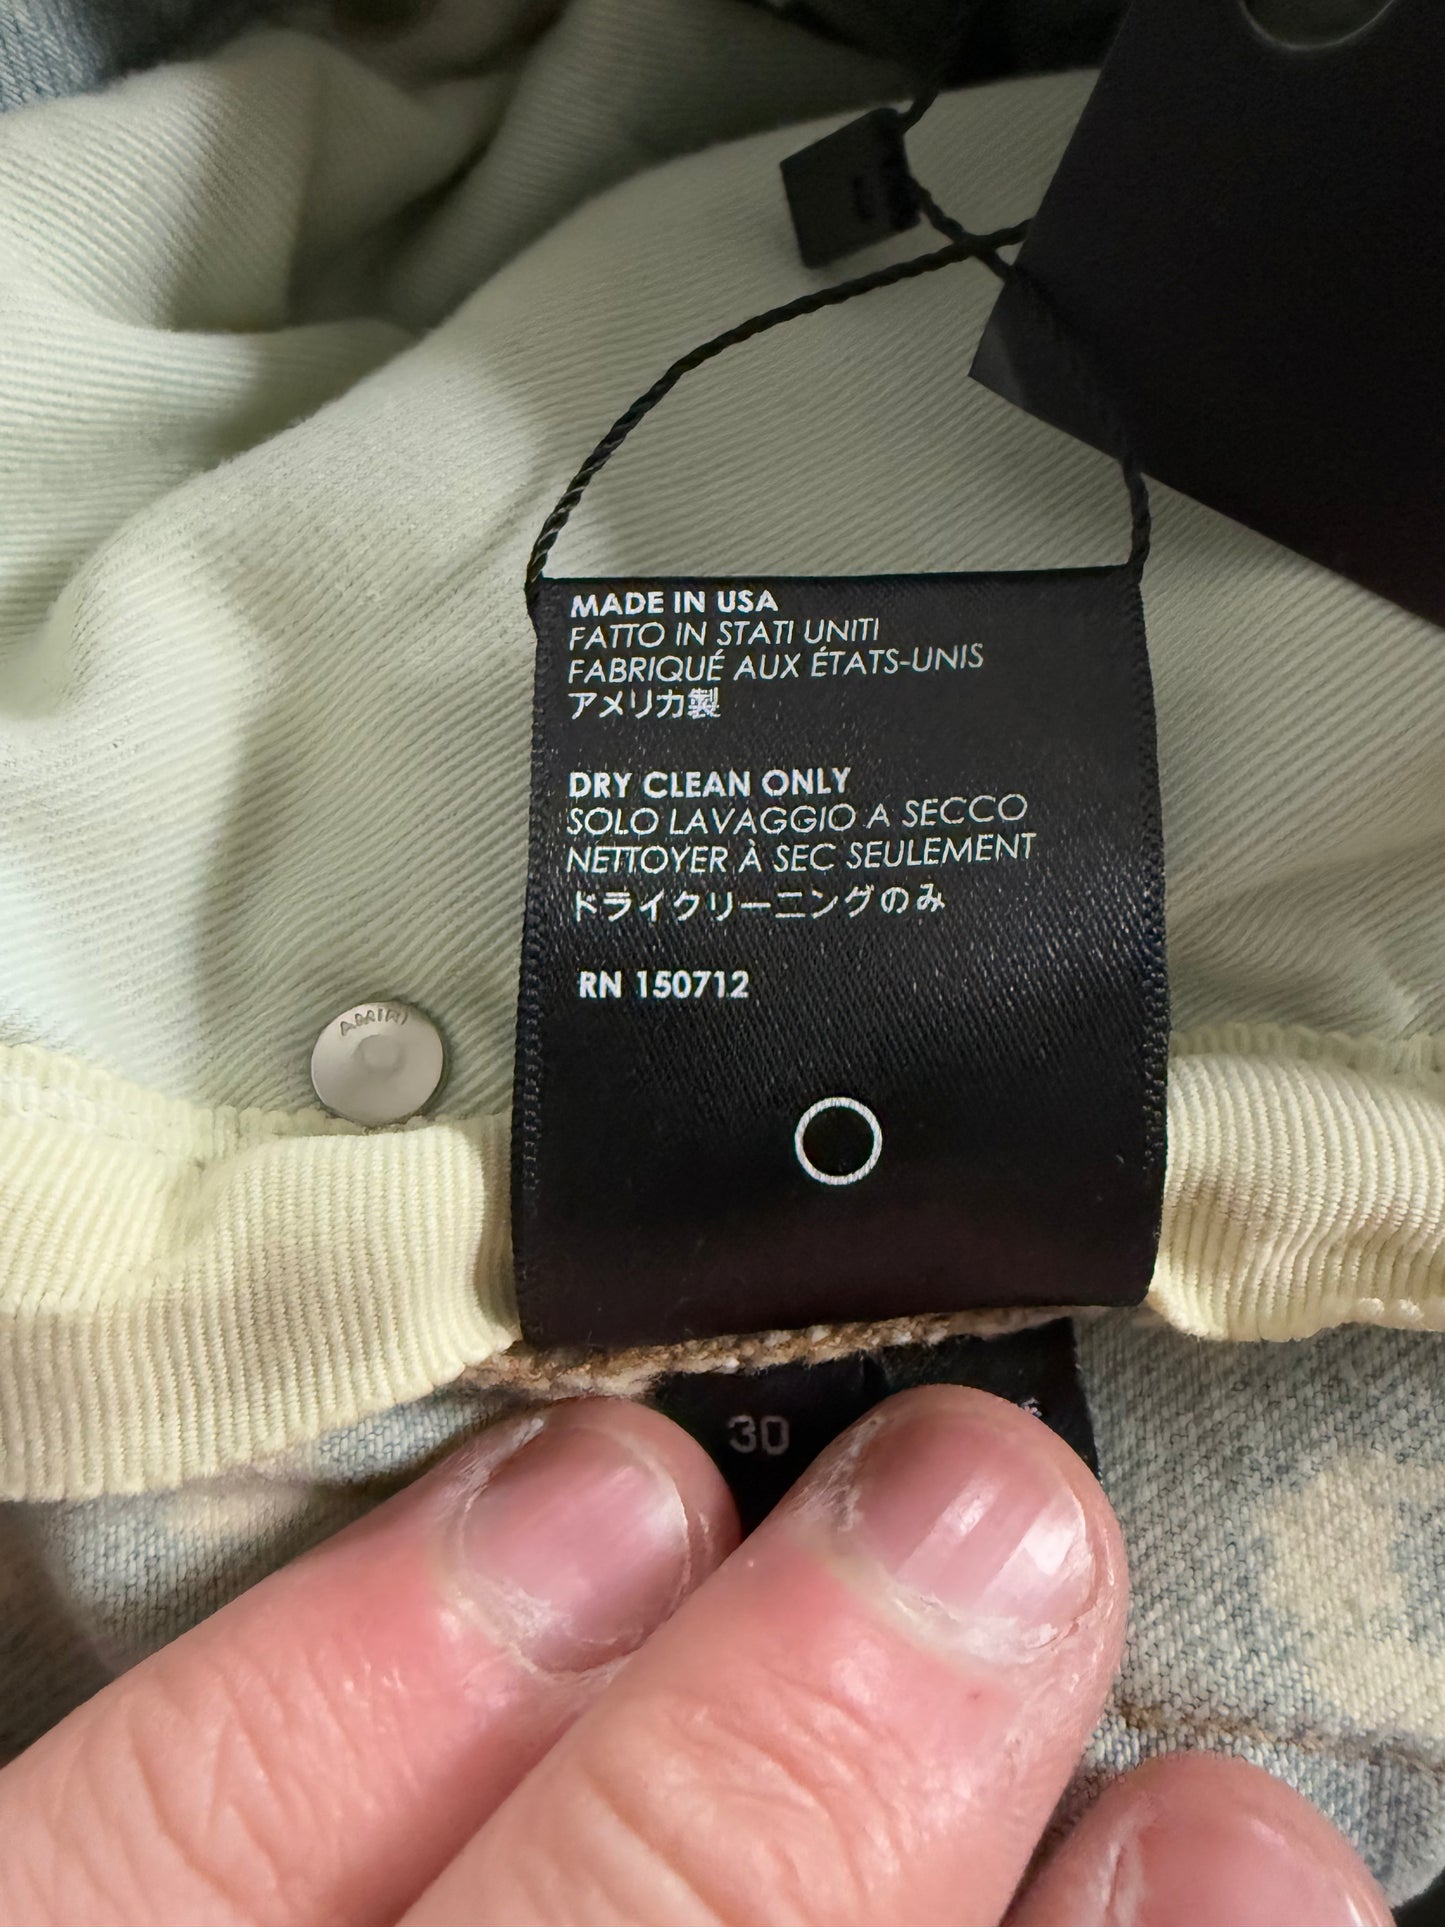 MADE IN USA
FATTO IN STATI UNITI
FABRIQUÉ AUX ÉTATS-UNIS
アメリカ製
DRY CLEAN ONLY
SOLO LAVAGGIO A SECCO
NETTOYER À SEC SEULEMENT
ドライクリーニングのみ
RN 150712
AMIRI
30